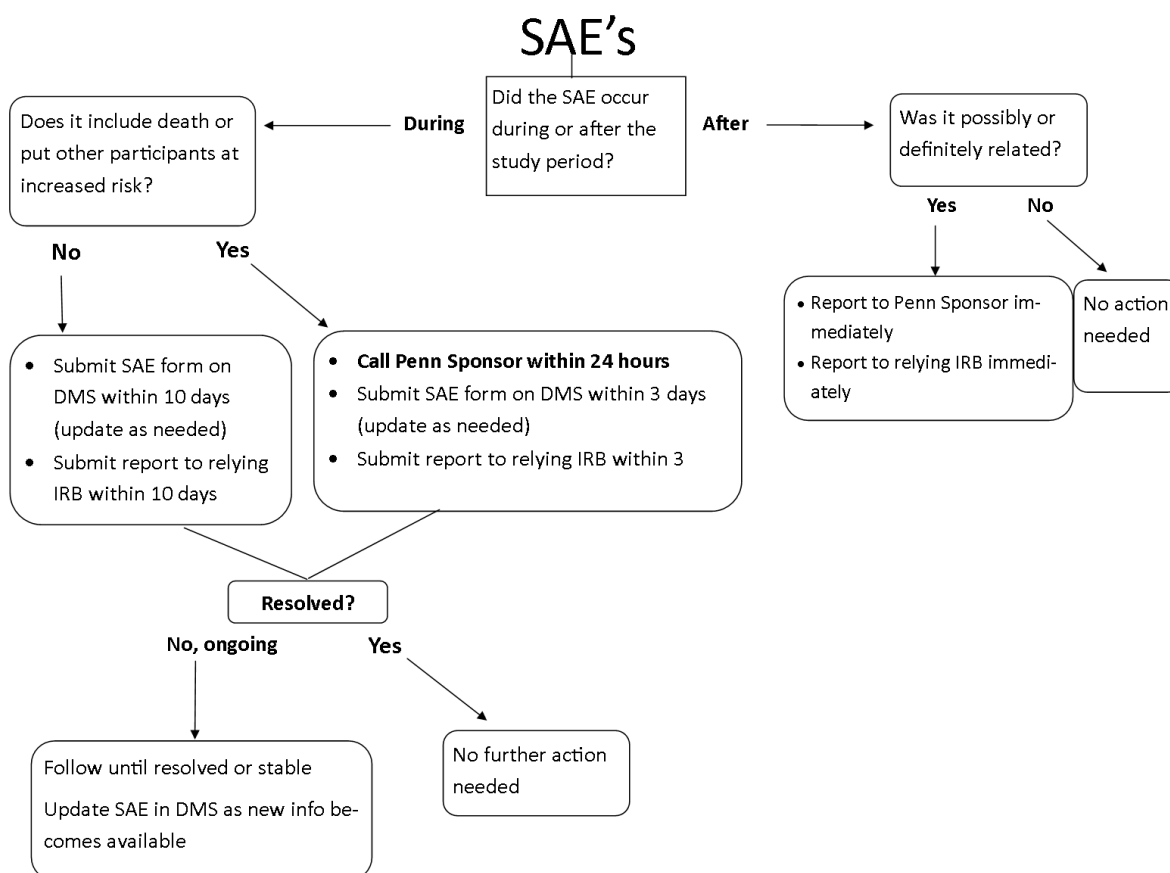 SAE’s
Did the SAE occur
during or after the
study period?
During
After
Does it include death or
put other participants at
increased risk?
Was it possibly or
definitely related?
No
Yes
Yes
No
• Submit SAE form on
DMS within 10 days
(update as needed)
• Submit report to relying
IRB within 10 days
• Call Penn Sponsor within 24 hours
• Submit SAE form on DMS within 3 days
(update as needed)
• Submit report to relying IRB within 3
• Report to Penn Sponsor im-
mediately
• Report to relying IRB immedi-
ately
No action
needed
Resolved?
No, ongoing
Yes
Follow until resolved or stable
Update SAE in DMS as new info be-
comes available
No further action
needed